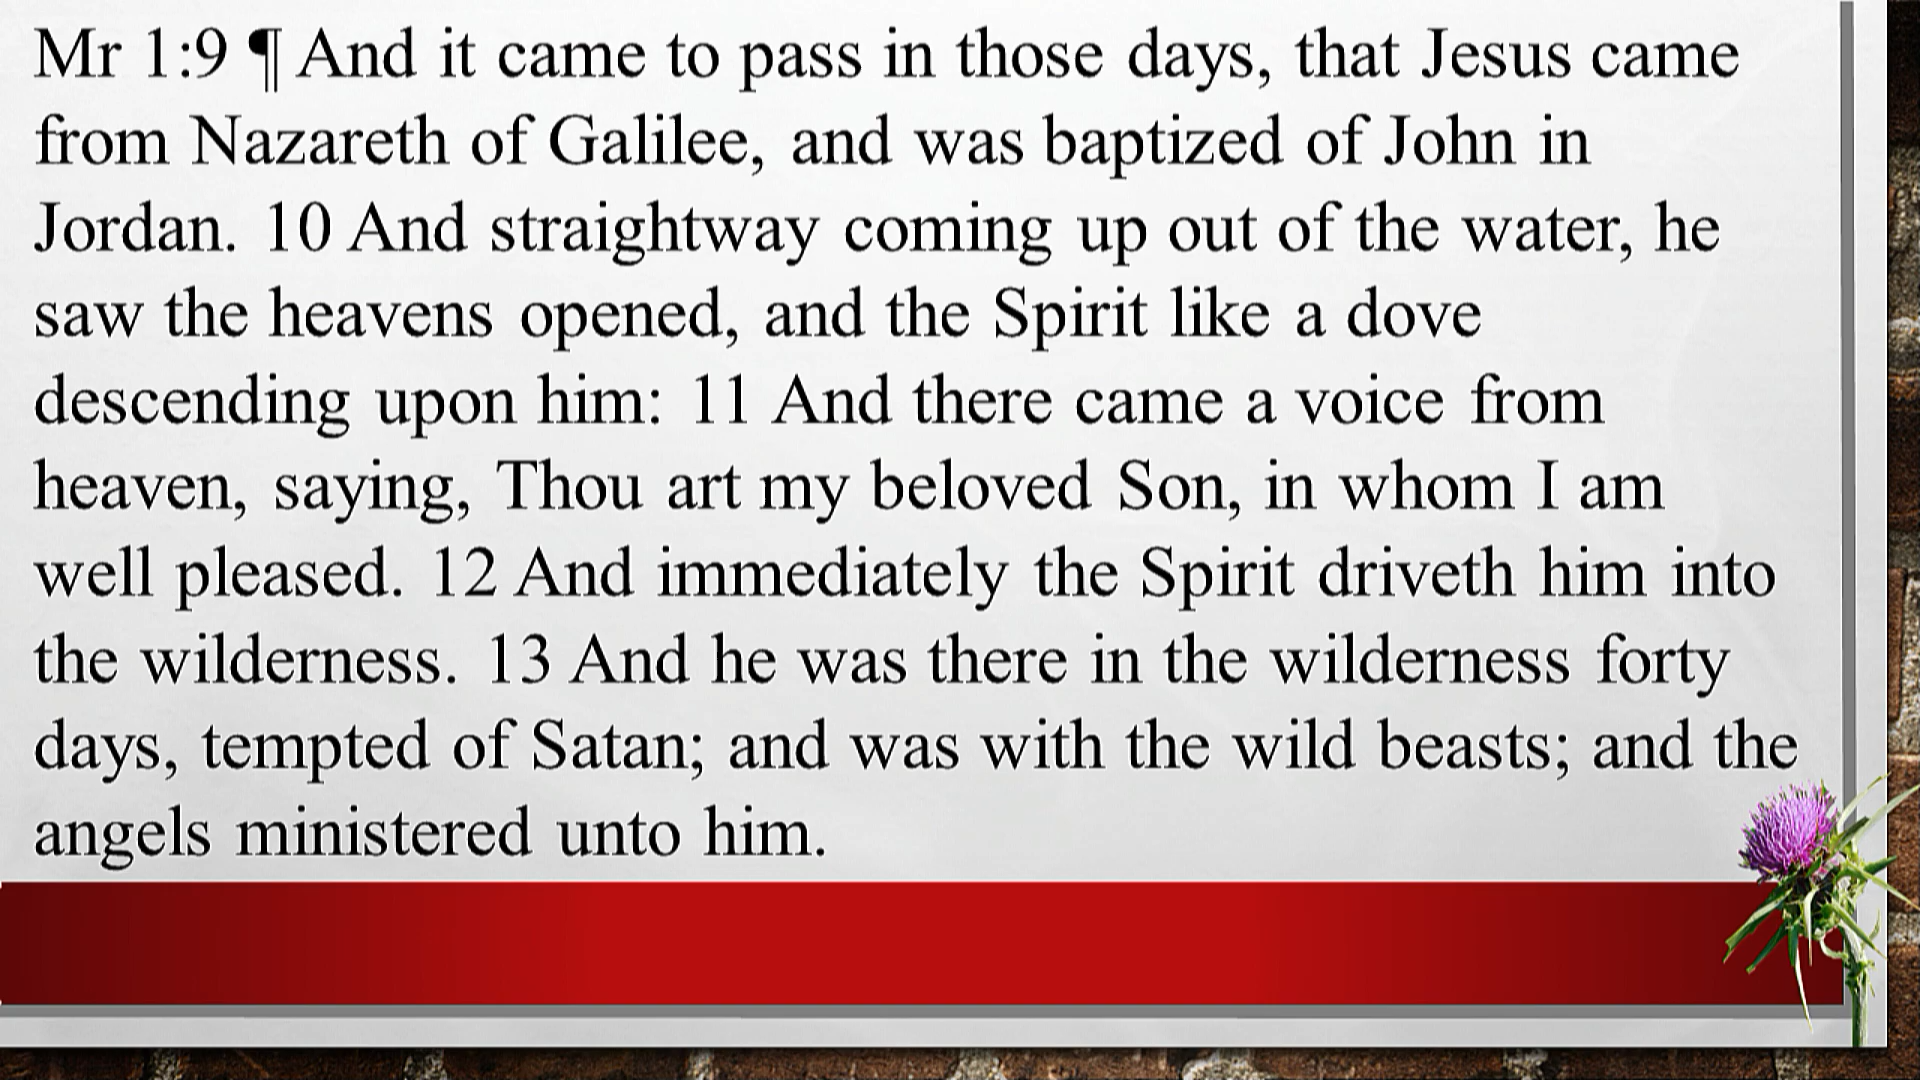 Mr 1:9 ¶ And it came to pass in those days, that Jesus came
from Nazareth of Galilee, and was baptized of John in
Jordan. 10 And straightway coming up out of the water, he
saw the heavens opened, and the Spirit like a dove
descending upon him: 11 And there came a voice from
heaven, saying, Thou art my beloved Son, in whom I am
well pleased. 12 And immediately the Spirit driveth him into
the wilderness. 13 And he was there in the wilderness forty
days, tempted of Satan; and was with the wild beasts; and the
angels ministered unto him.